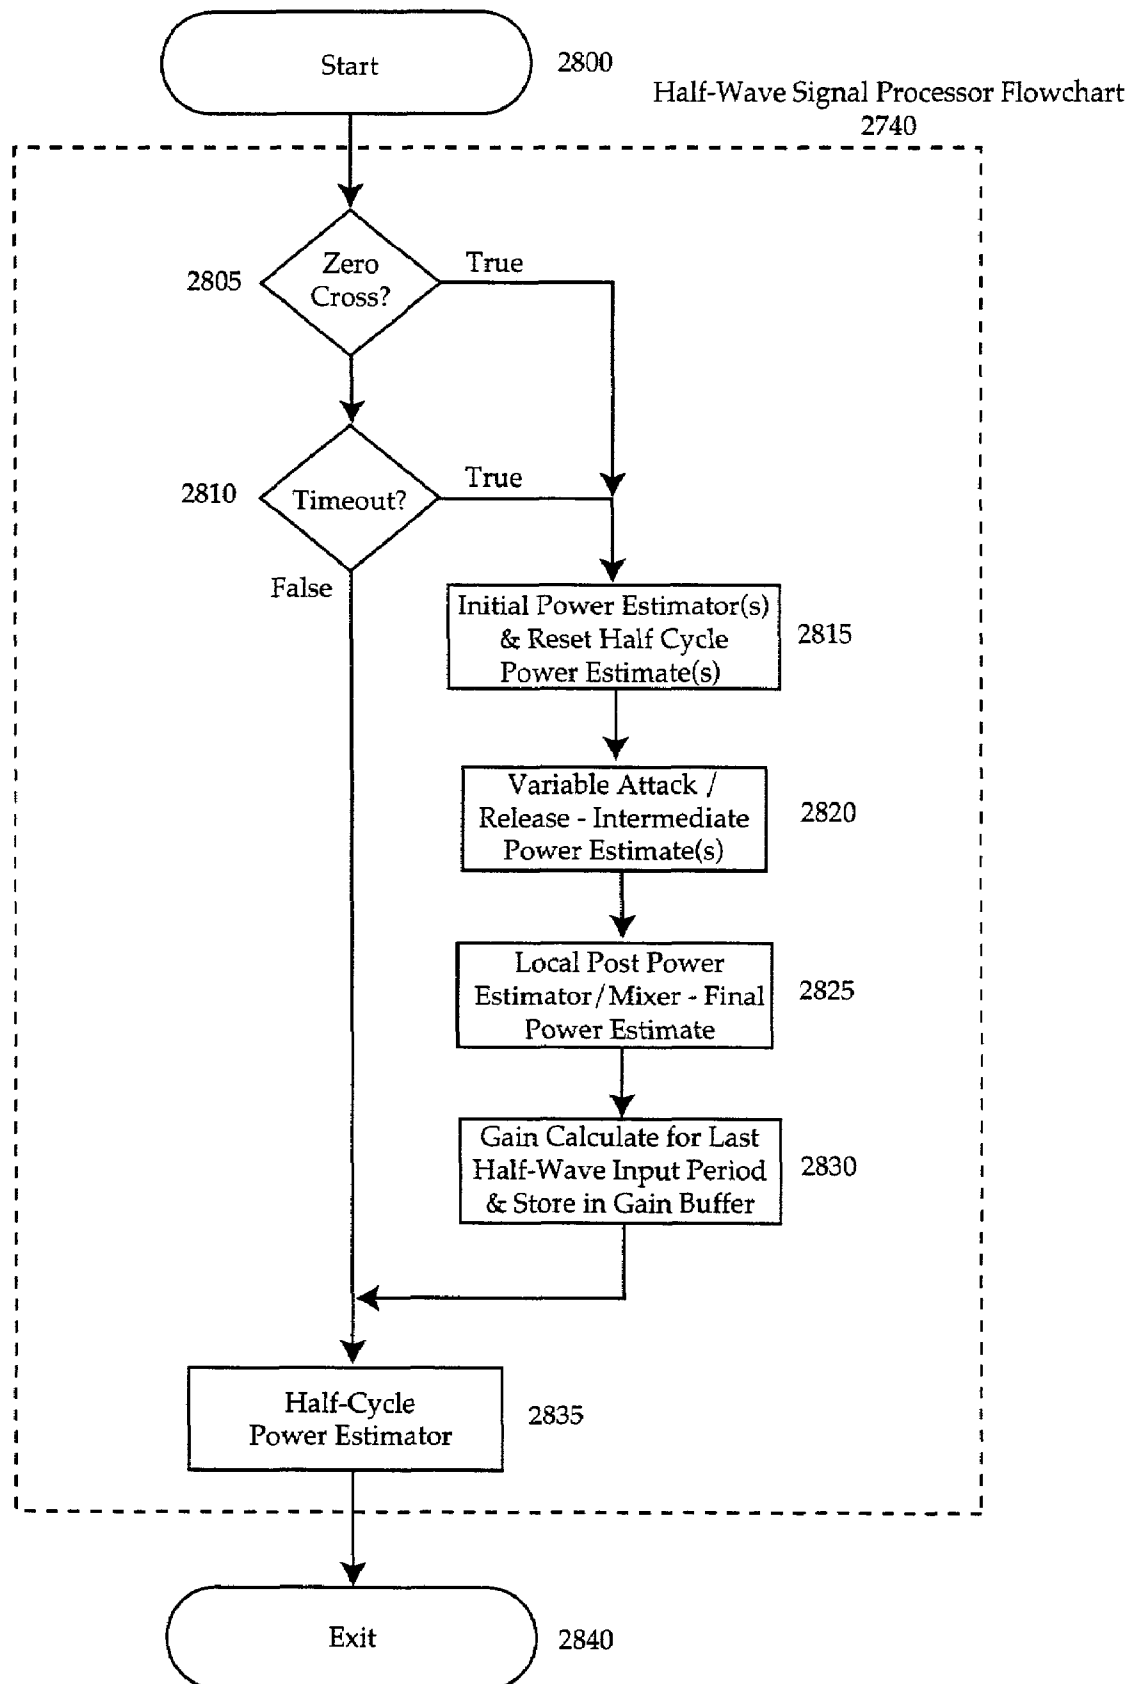 Start
2800
Half-Wave Signal Processor Flowchart
2740
Zero
Cross?
True
2805
Timeout?
True
2810
False
Initial Power Estimator(s)
& Reset Half Cycle
Power Estimate(s)
2815
Variable Attack /
Release - Intermediate
Power Estimate(s)
2820
Local Post Power
Estimator/Mixer - Final
Power Estimate
2825
Gain Calculate for Last
Half-Wave Input Period
& Store in Gain Buffer
2830
Half-Cycle
Power Estimator
2835
Exit
2840